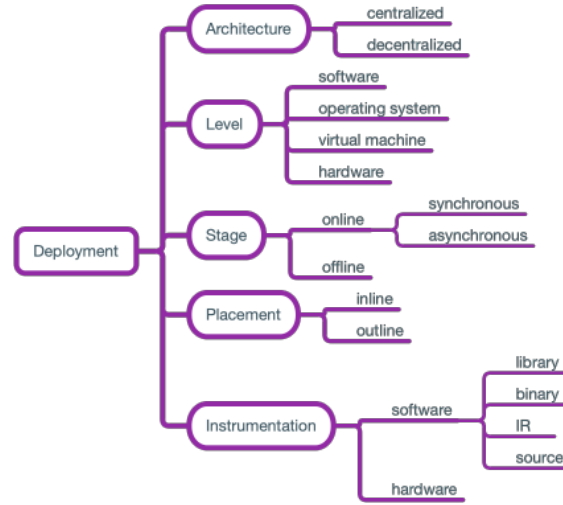 Deployment
Architecture
centralized
decentralized
Level
software
operating system
virtual machine
hardware
Stage
online
synchronous
asynchronous
offline
Placement
inline
outline
Instrumentation
software
library
binary
IR
source
hardware